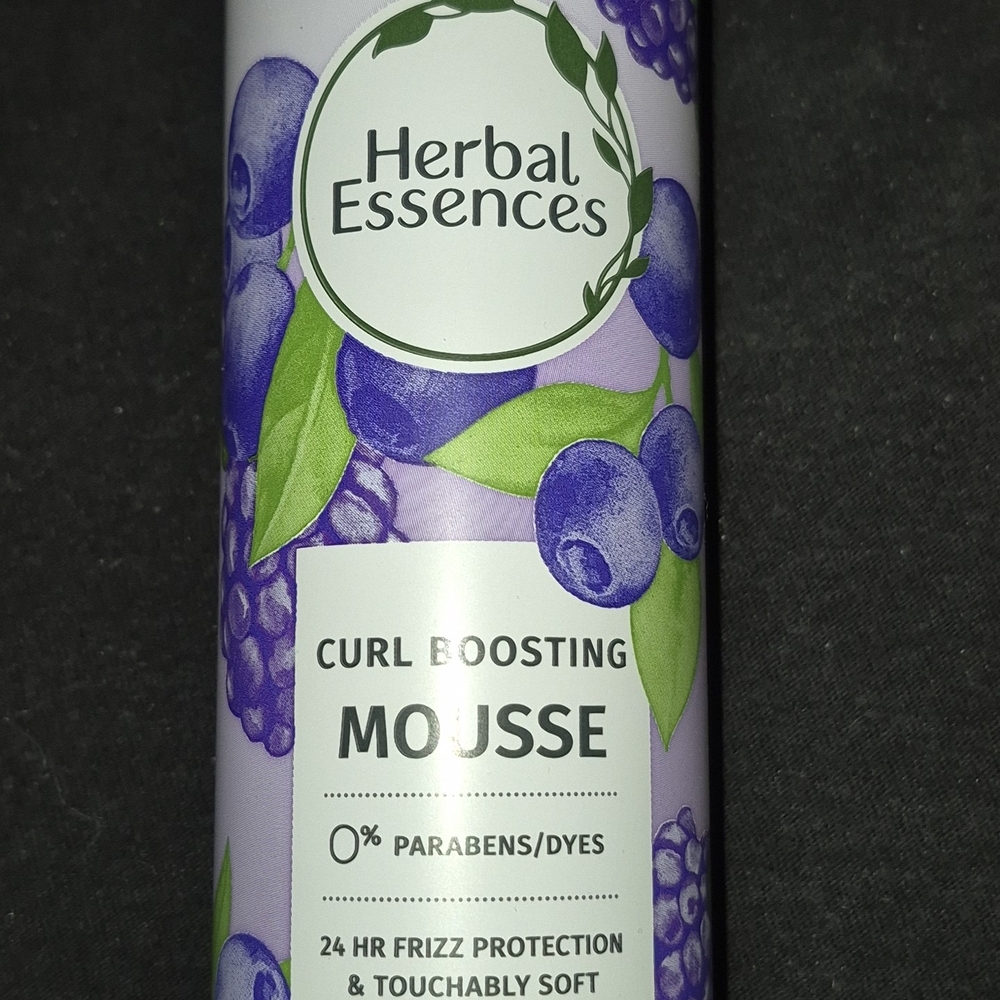 Herbal
Essences
CURL BOOSTING
MOUSSE
0% PARABENS/DYES
24 HR FRIZZ PROTECTION
& TOUCHABLY SOFT